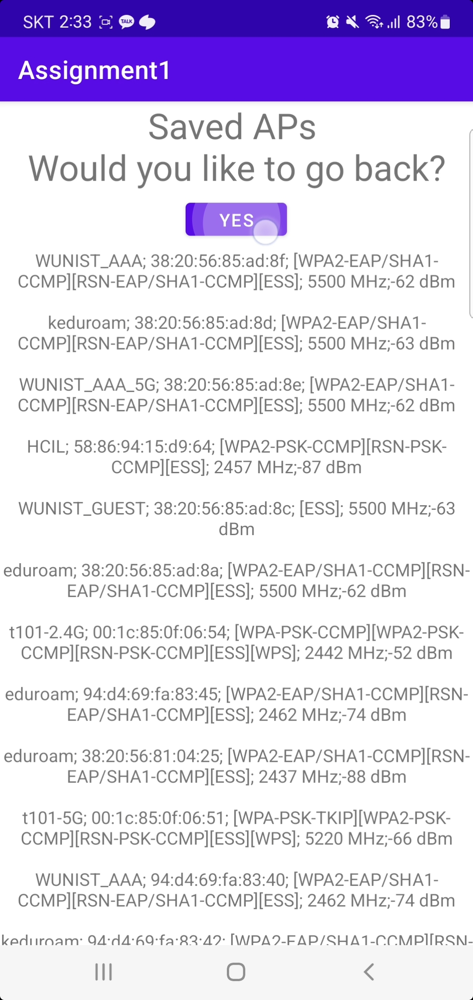 SKT 2:33 TALK 83%
Assignment1
Saved APs
Would you like to go back?
YES
WUNIST_AAA; 38:20:56:85:ad:8f; [WPA2-EAP/SHA1-
CCMP][RSN-EAP/SHA1-CCMP][ESS]; 5500 MHz;-62 dBm
keduroam; 38:20:56:85:ad:8d; [WPA2-EAP/SHA1-
CCMP][RSN-EAP/SHA1-CCMP][ESS]; 5500 MHz;-63 dBm
WUNIST_AAA_5G; 38:20:56:85:ad:8e; [WPA2-EAP/SHA1-
CCMP][RSN-EAP/SHA1-CCMP][ESS]; 5500 MHz;-62 dBm
HCIL; 58:86:94:15:d9:64; [WPA2-PSK-CCMP][RSN-PSK-
CCMP][ESS]; 2457 MHz;-87 dBm
WUNIST_GUEST; 38:20:56:85:ad:8c; [ESS]; 5500 MHz;-63
dBm
eduroam; 38:20:56:85:ad:8a; [WPA2-EAP/SHA1-CCMP][RSN-
EAP/SHA1-CCMP][ESS]; 5500 MHz;-62 dBm
t101-2.4G; 00:1c:85:0f:06:54; [WPA-PSK-CCMP][WPA2-PSK-
CCMP][RSN-PSK-CCMP][ESS][WPS]; 2442 MHz;-52 dBm
eduroam; 94:d4:69:fa:83:45; [WPA2-EAP/SHA1-CCMP][RSN-
EAP/SHA1-CCMP][ESS]; 2462 MHz;-74 dBm
eduroam; 38:20:56:81:04:25; [WPA2-EAP/SHA1-CCMP][RSN-
EAP/SHA1-CCMP][ESS]; 2437 MHz;-88 dBm
t101-5G; 00:1c:85:0f:06:51; [WPA-PSK-TKIP][WPA2-PSK-
CCMP][RSN-PSK-CCMP][ESS][WPS]; 5220 MHz;-66 dBm
WUNIST_AAA; 94:d4:69:fa:83:40; [WPA2-EAP/SHA1-
CCMP][RSN-EAP/SHA1-CCMP][ESS]; 2462 MHz;-74 dBm
keduroam; 94:d4:69:fa:83:42; [WPA2-EAP/SHA1-CCMP][RSN-